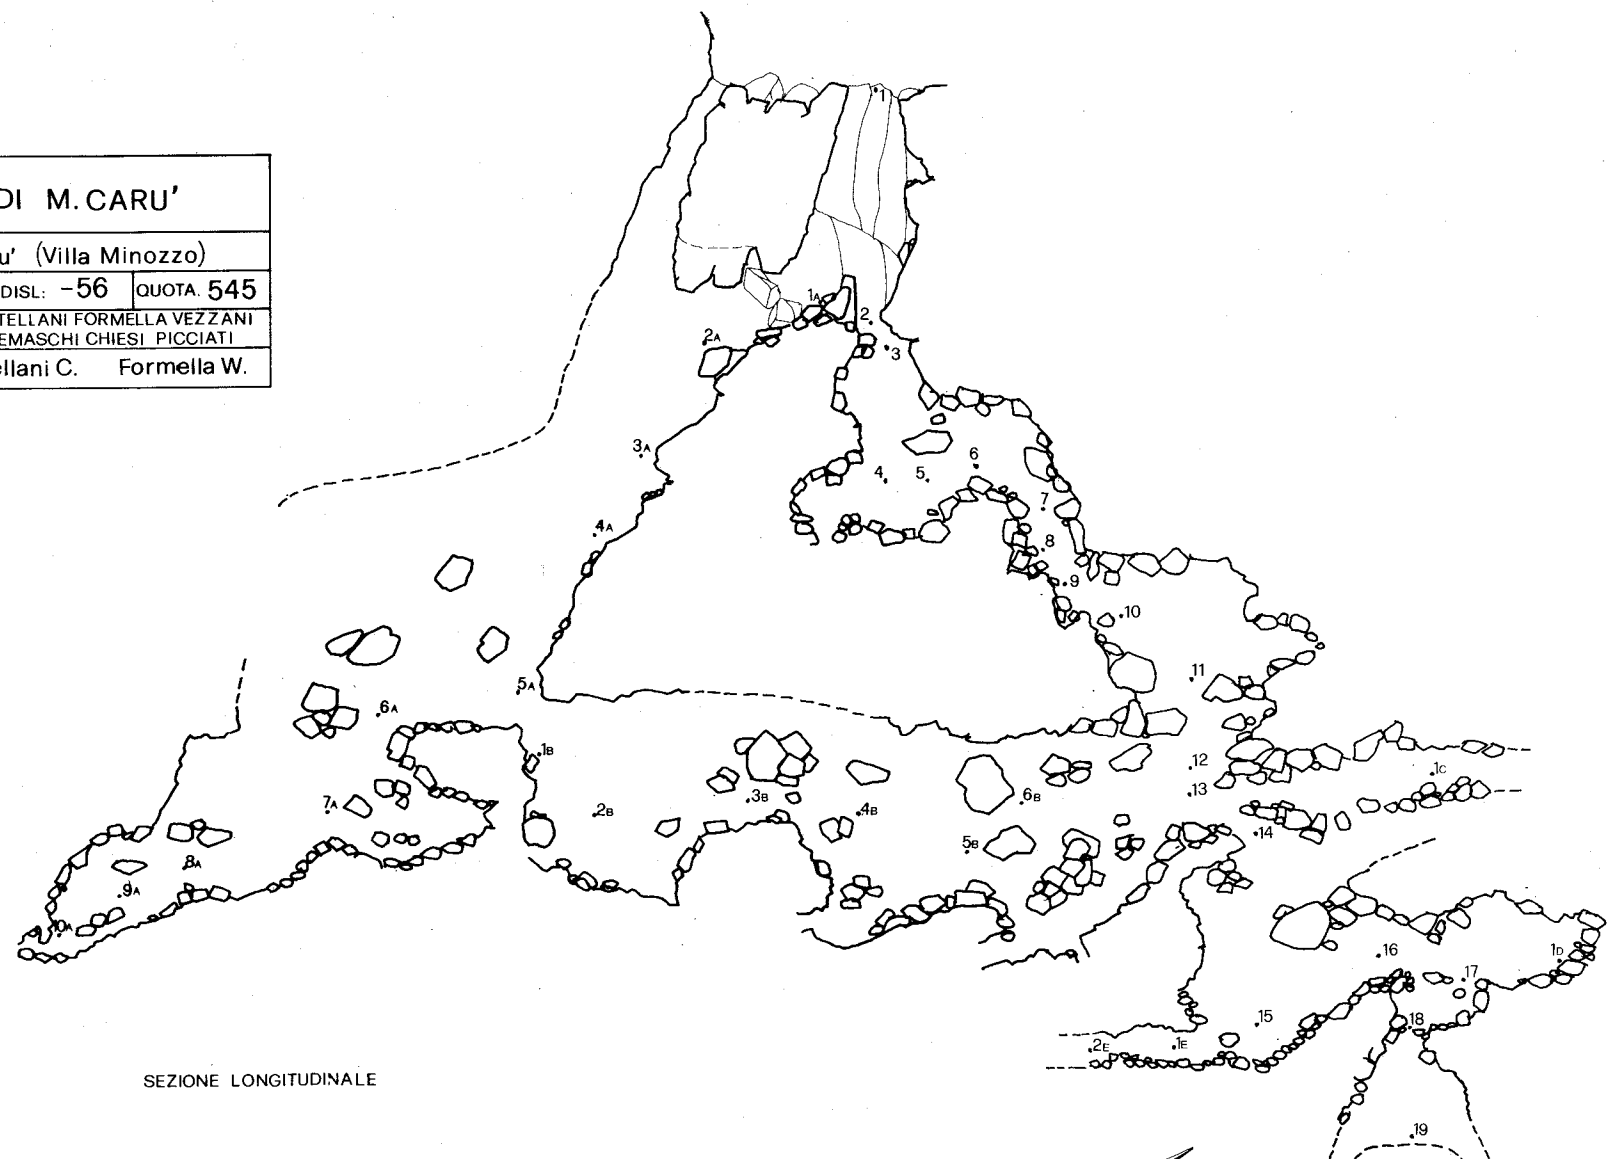 DI M. CARU'
u' (Villa Minozzo)
DISL: -56 QUOTA. 545
TELLANI FORMELLA VEZZANI
EMASCHI CHIESI PICCIATI
ellani C. Formella W.
1
1A
2
2A
3
3A
4
5
6
4A
7
8
9
10
5A
11
6A
1B
12
1C
13
7A
2B
3B
4B
6B
14
5B
8A
9A
10A
16
1D
17
15
18
2E
1E
SEZIONE LONGITUDINALE
19